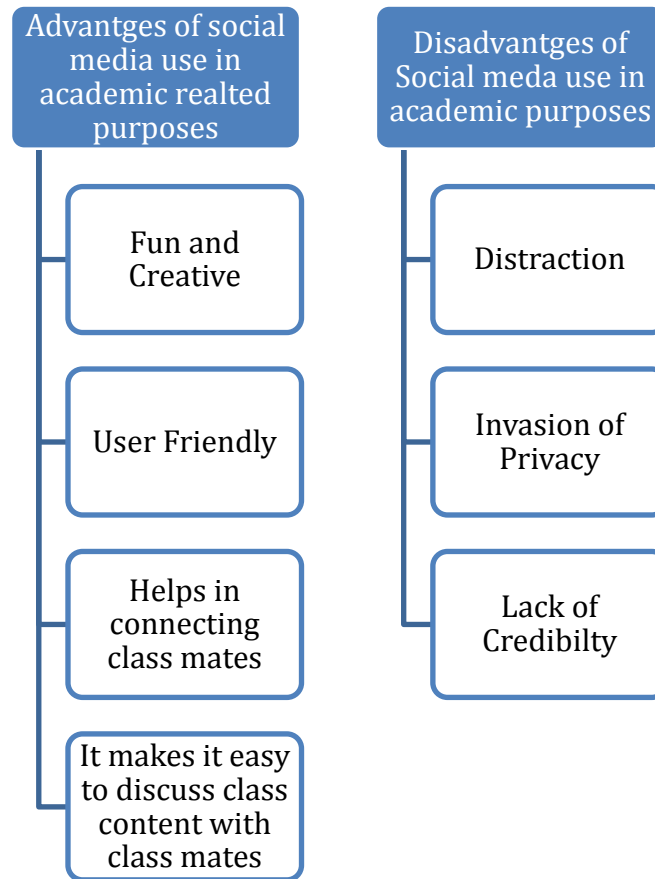 Advantges of social
media use in
academic realted
purposes
Fun and
Creative
User Friendly
Helps in
connecting
class mates
It makes it easy
to discuss class
content with
class mates
Disadvantges of
Social meda use in
academic purposes
Distraction
Invasion of
Privacy
Lack of
Credibilty